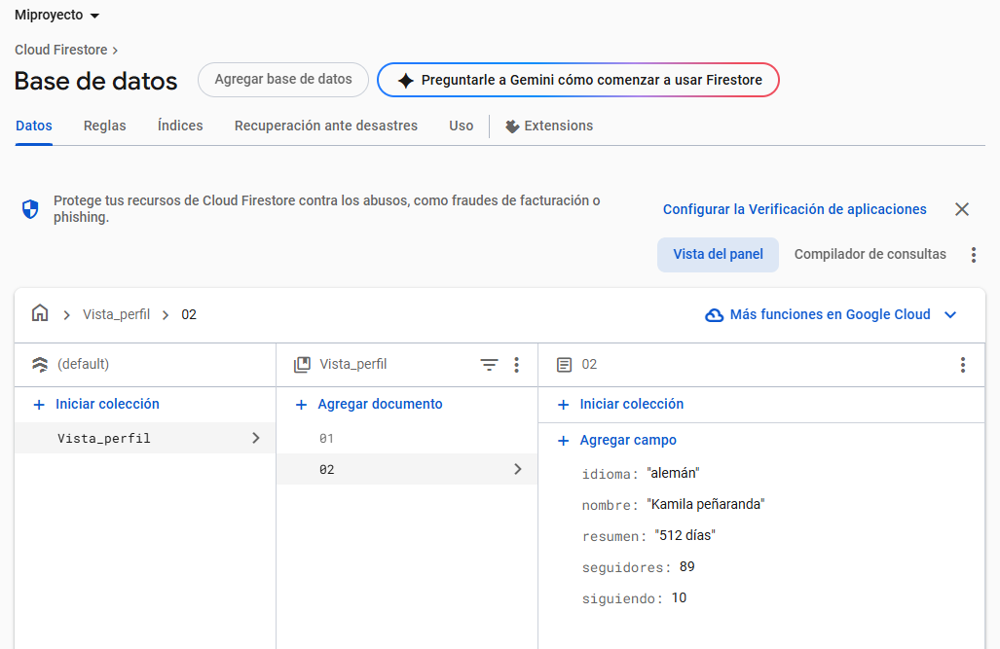 Miproyecto
Cloud Firestore
Base de datos
Agregar base de datos
Preguntarle a Gemini cómo comenzar a usar Firestore
Datos
Reglas
Índices
Recuperación ante desastres
Uso
Extensions
Protege tus recursos de Cloud Firestore contra los abusos, como fraudes de facturación o
phishing.
Configurar la Verificación de aplicaciones
Vista del panel
Compilador de consultas
Vista_perfil
02
Más funciones en Google Cloud
(default)
Vista_perfil
02
Iniciar colección
Agregar documento
Iniciar colección
Vista_perfil
01
02
Agregar campo
idioma: "alemán"
nombre: "Kamila peñaranda"
resumen: "512 días"
seguidores: 89
siguiendo: 10